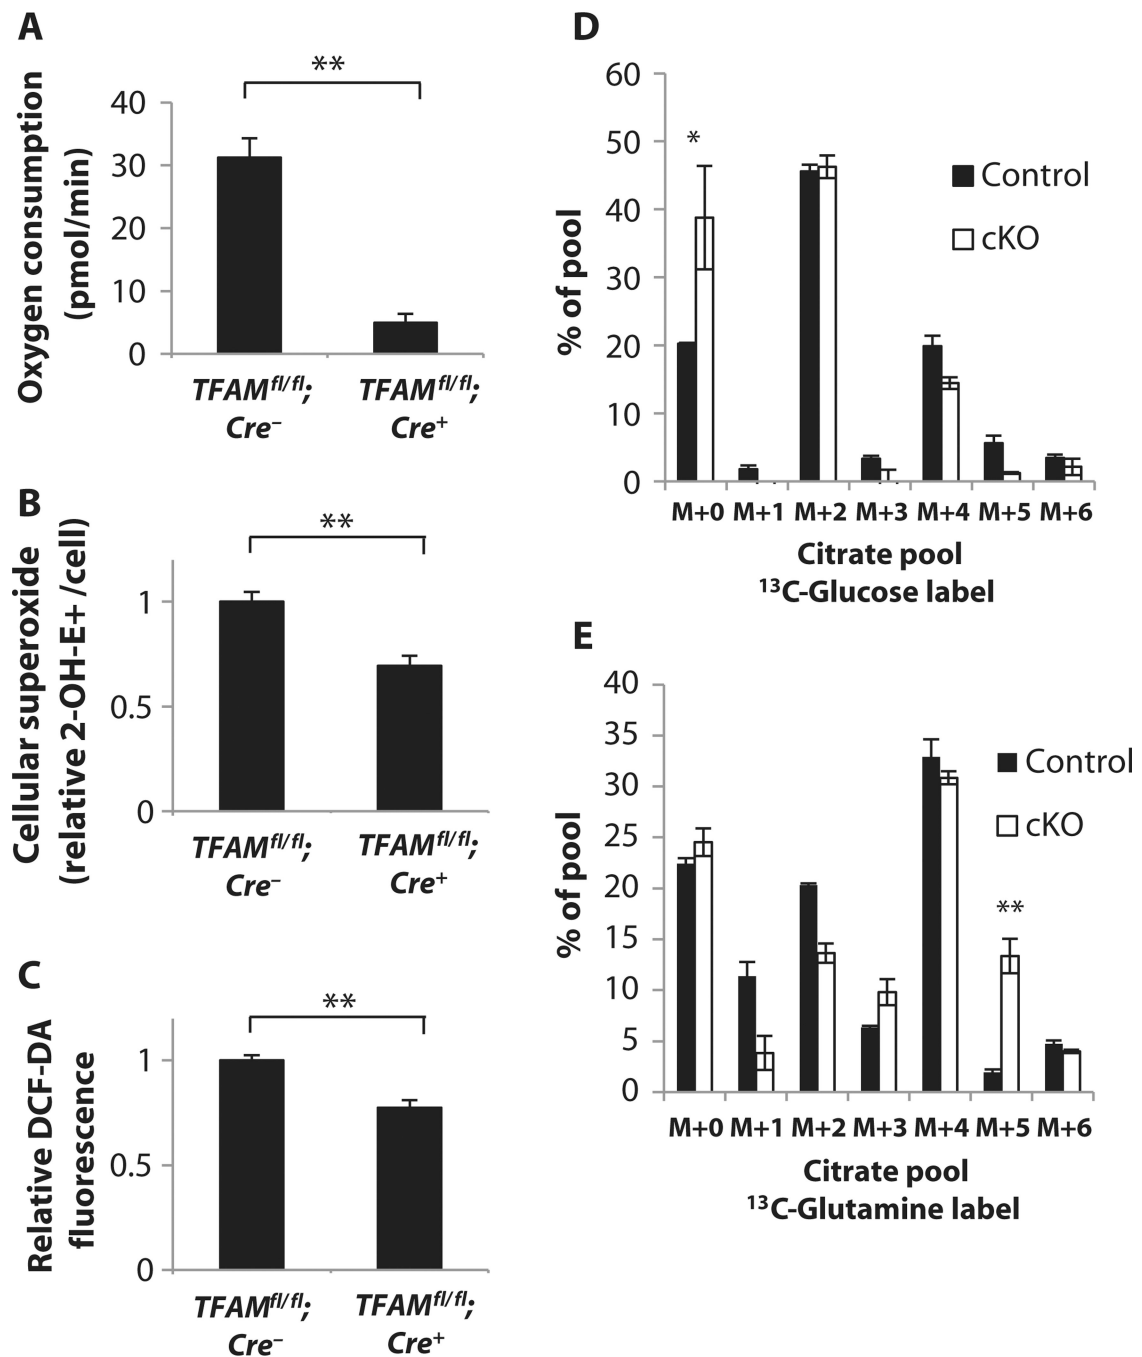 A
**
Oxygen consumption
(pmol/min)
40
30
20
10
0
TFAMfl/fl;
Cre−
TFAMfl/fl;
Cre+
B
**
Cellular superoxide
(relative 2-OH-E+ /cell)
1
0.5
0
TFAMfl/fl;
Cre−
TFAMfl/fl;
Cre+
C
**
Relative DCF-DA
fluorescence
1
0.5
0
TFAMfl/fl;
Cre−
TFAMfl/fl;
Cre+
D
% of pool
60
50
40
30
20
10
0
*
Control
cKO
M+0 M+1 M+2 M+3 M+4 M+5 M+6
Citrate pool
13C-Glucose label
E
% of pool
40
35
30
25
20
15
10
5
0
Control
cKO
**
M+0 M+1 M+2 M+3 M+4 M+5 M+6
Citrate pool
13C-Glutamine label